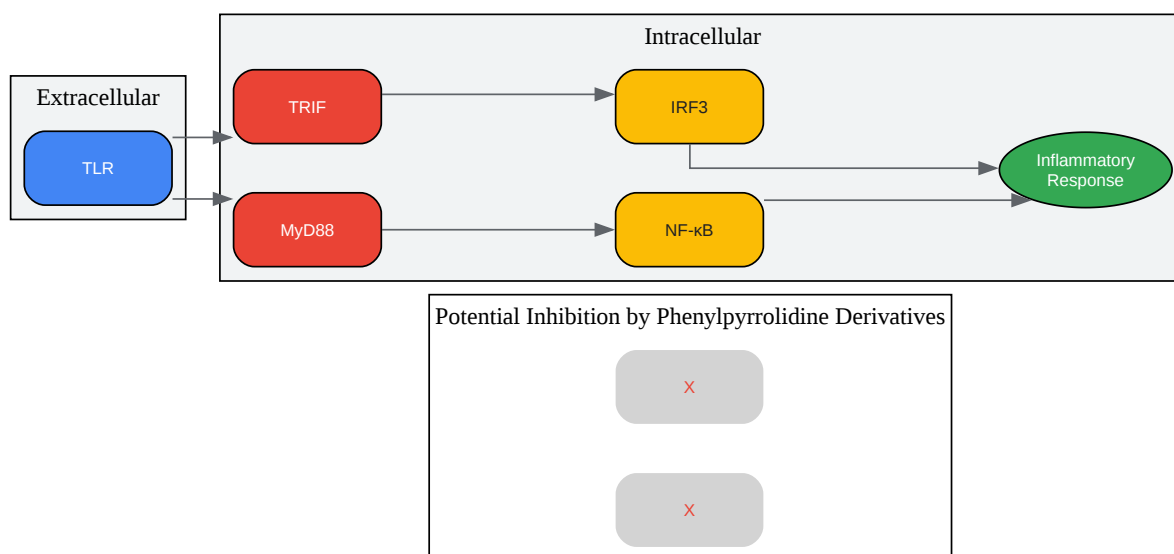 Intracellular
Extracellular
TLR
TRIF
IRF3
MyD88
NF-κB
Inflammatory
Response
Potential Inhibition by Phenylpyrrolidine Derivatives
X
X